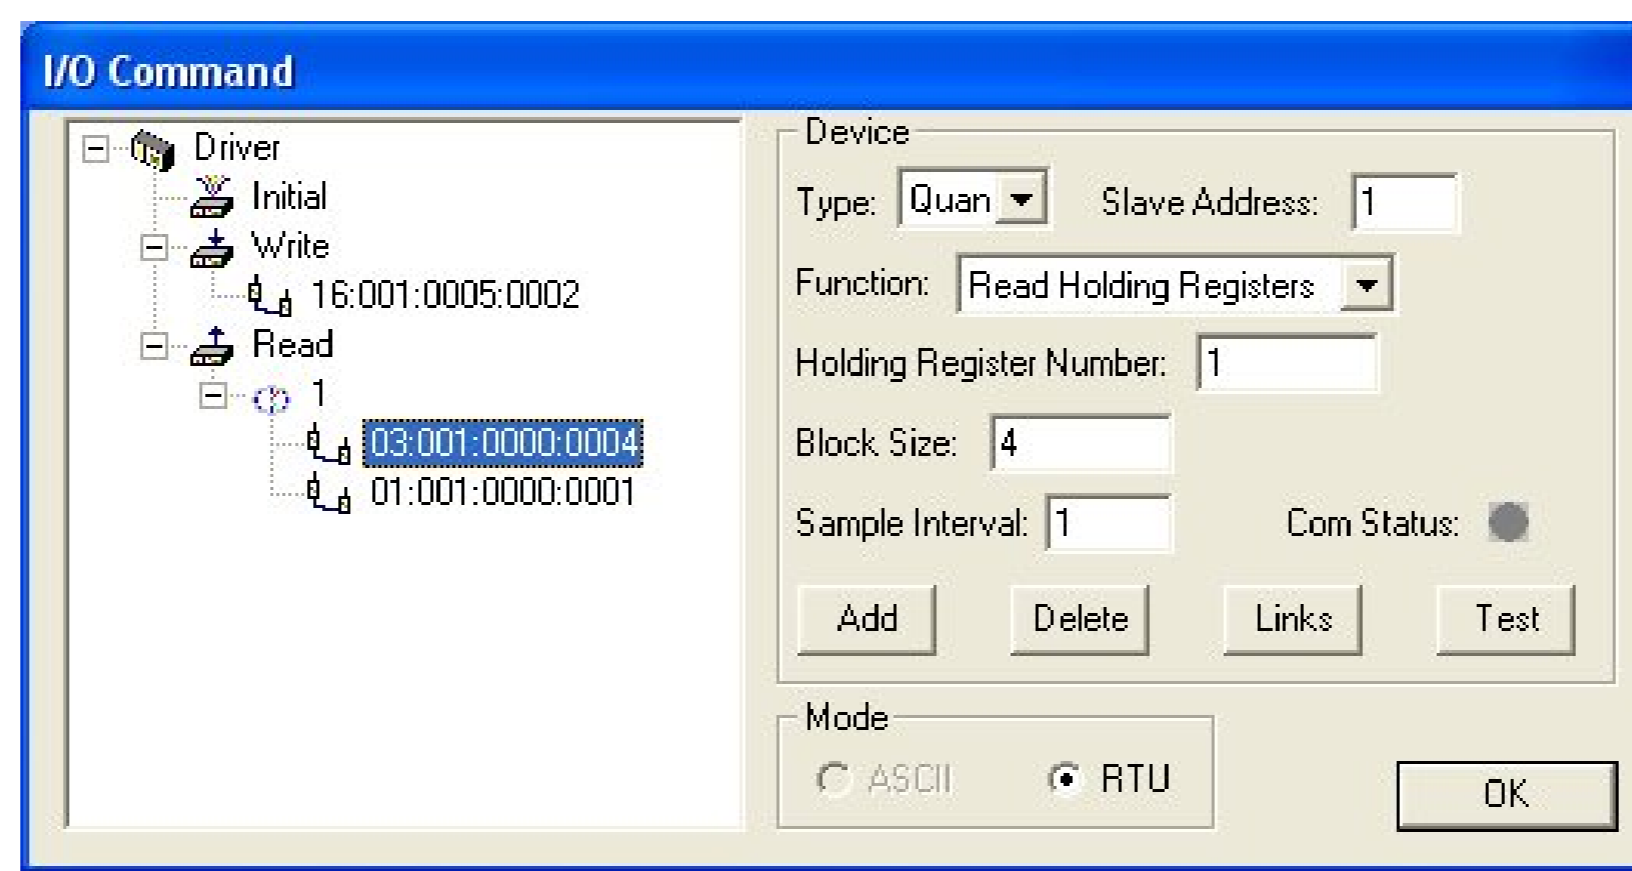 I/O Command
Driver
Initial
Write
16:001:0005:0002
Read
1
03:001:0000:0004
01:001:0000:0001
Device
Type: Quan Slave Address: 1
Function: Read Holding Registers
Holding Register Number: 1
Block Size: 4
Sample Interval: 1 Com Status:
Add Delete Links Test
Mode
ASCII RTU
OK